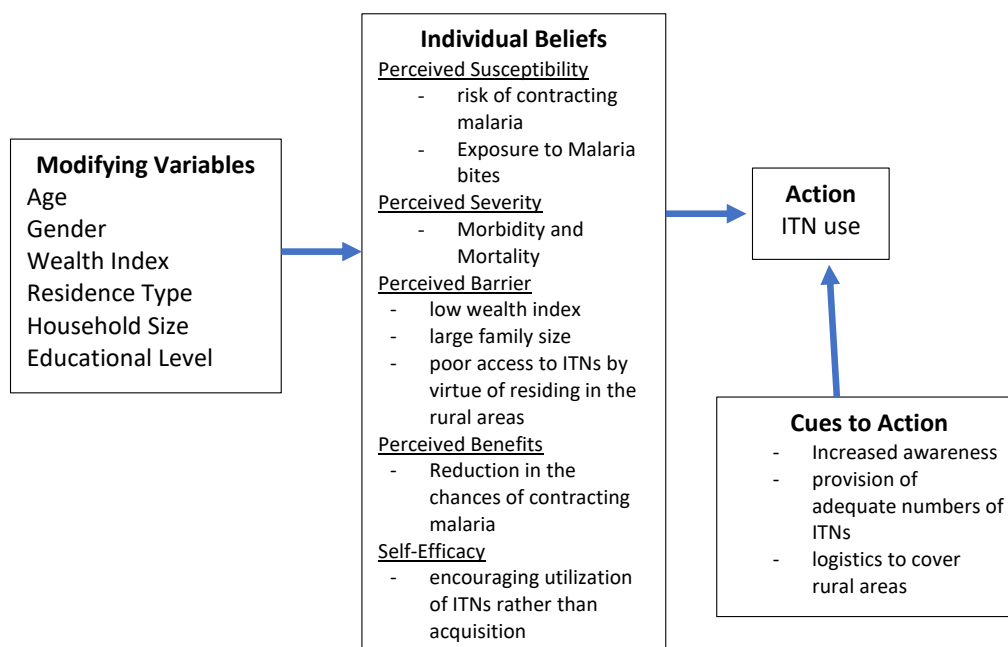 Modifying Variables
Age
Gender
Wealth Index
Residence Type
Household Size
Educational Level
Individual Beliefs
Perceived Susceptibility
- risk of contracting
malaria
- Exposure to Malaria
bites
Perceived Severity
- Morbidity and
Mortality
Perceived Barrier
- low wealth index
- large family size
- poor access to ITNs by
virtue of residing in the
rural areas
Perceived Benefits
- Reduction in the
chances of contracting
malaria
Self-Efficacy
- encouraging utilization
of ITNs rather than
acquisition
Action
ITN use
Cues to Action
- Increased awareness
- provision of
adequate numbers of
ITNs
- logistics to cover
rural areas